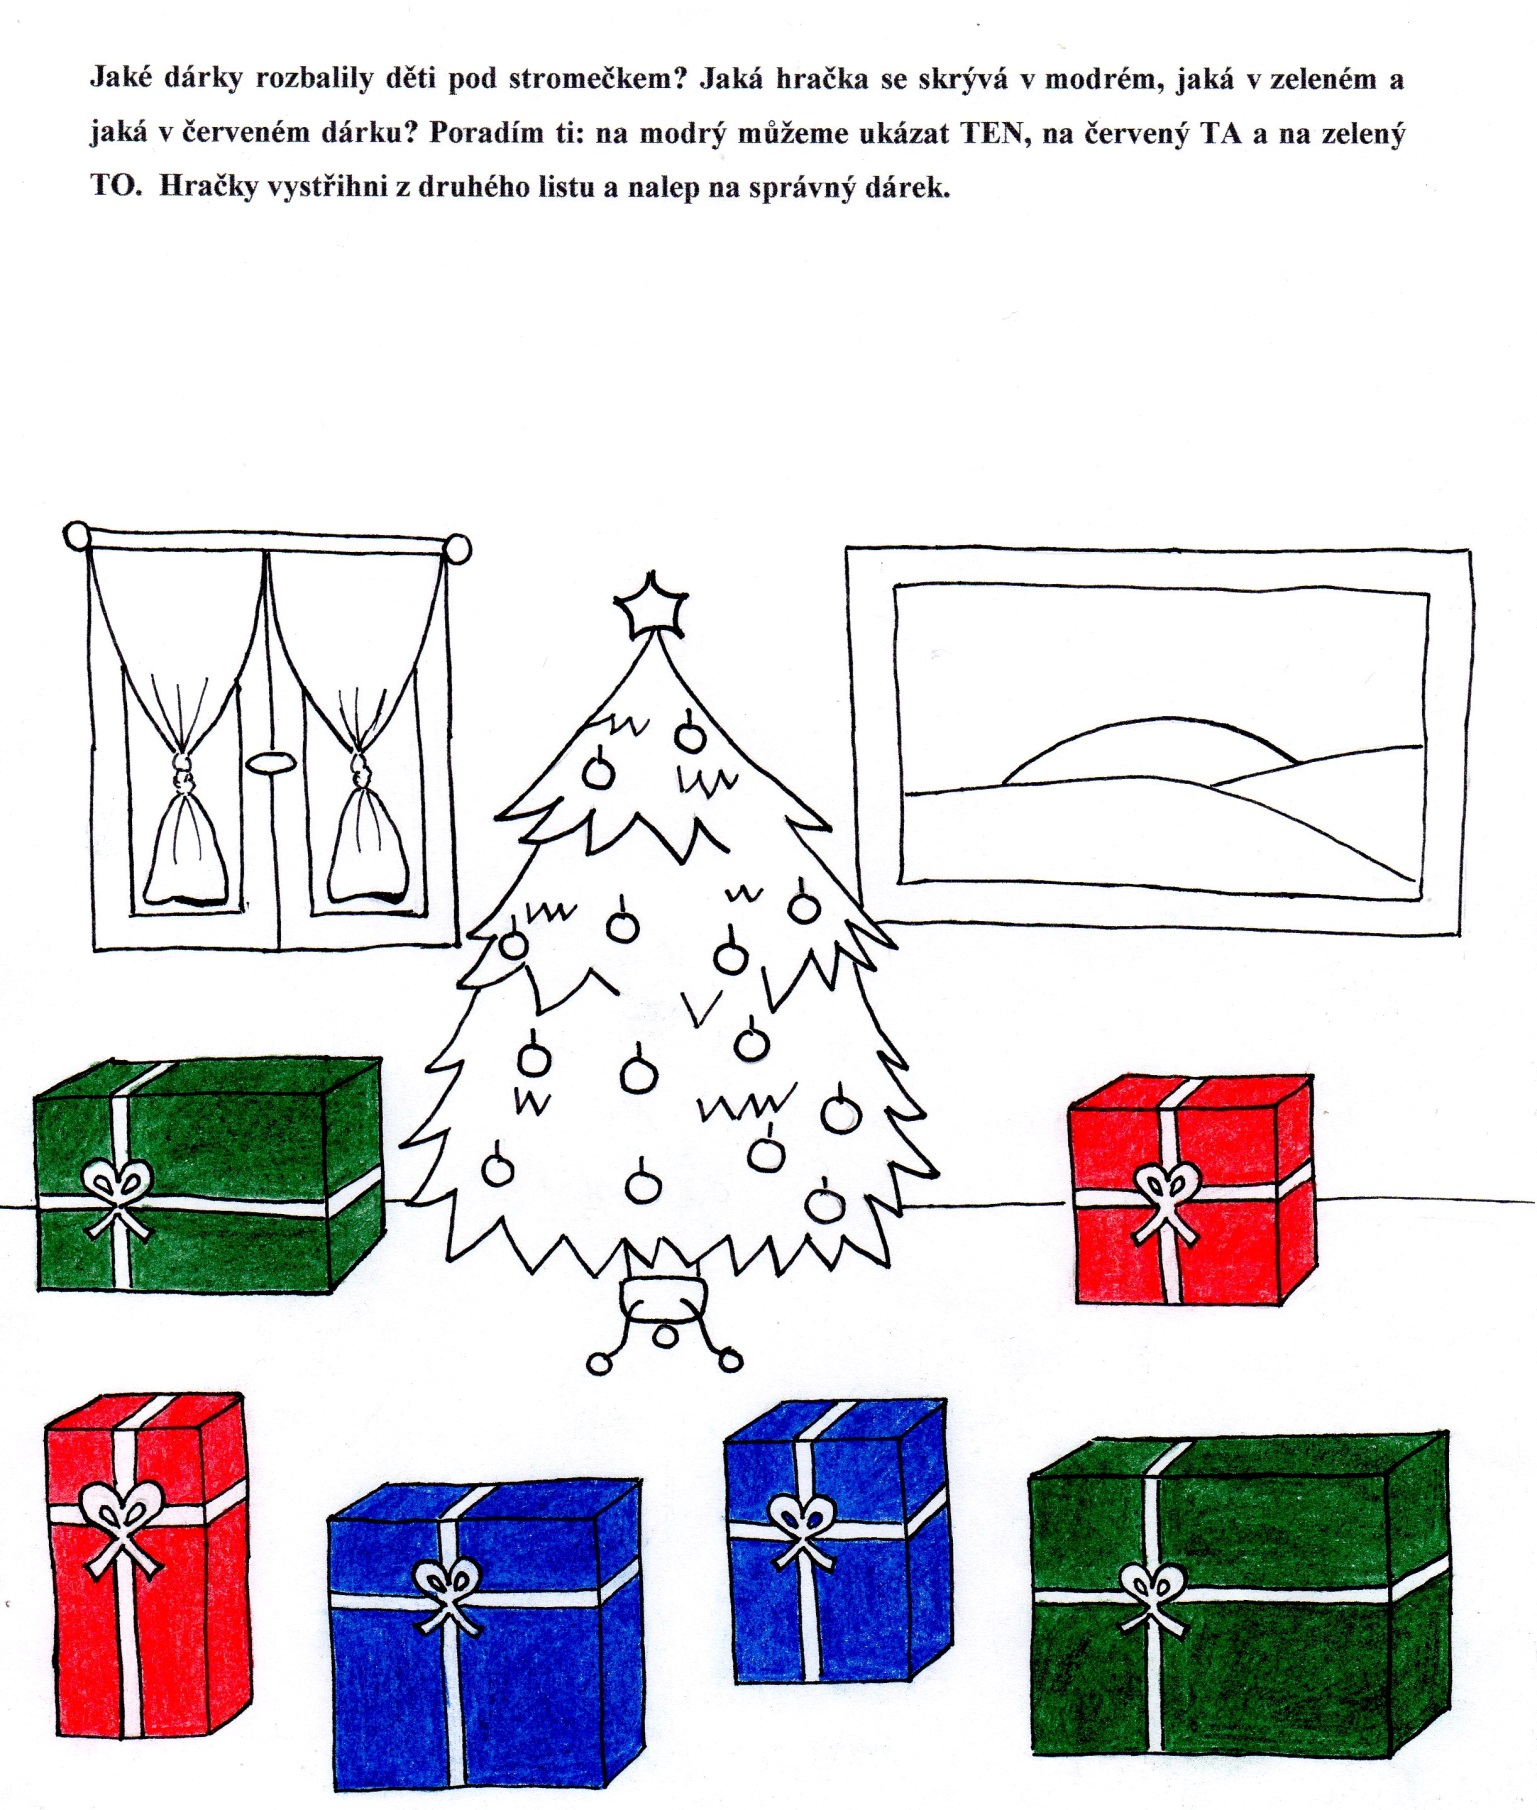 Jaké dárky rozbalily děti pod stromečkem? Jaká hračka se skrývá v modrém, jaká v zeleném a
jaká v červeném dárku? Poradím ti: na modrý můžeme ukázat TEN, na červený TA a na zelený
TO. Hračky vystřihni z druhého listu a nalep na správný dárek.